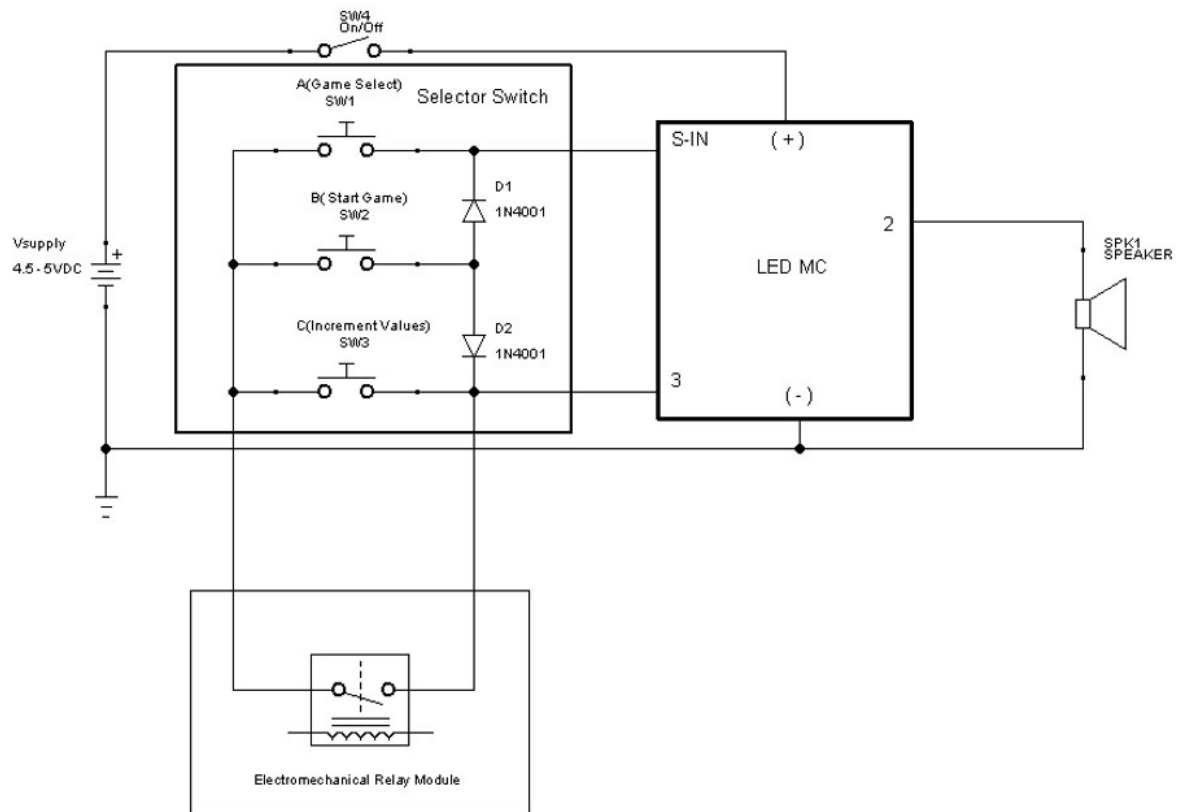 SW4
On/Off
A(Game Select)
SW1
Selector Switch
S-IN
(+)
D1
1N4001
B( Start Game)
SW2
2
Vsupply
4.5 - 5VDC
+
LED MC
SPK1
SPEAKER
C(Increment Values)
SW3
D2
1N4001
3
(-)
Electromechanical Relay Module